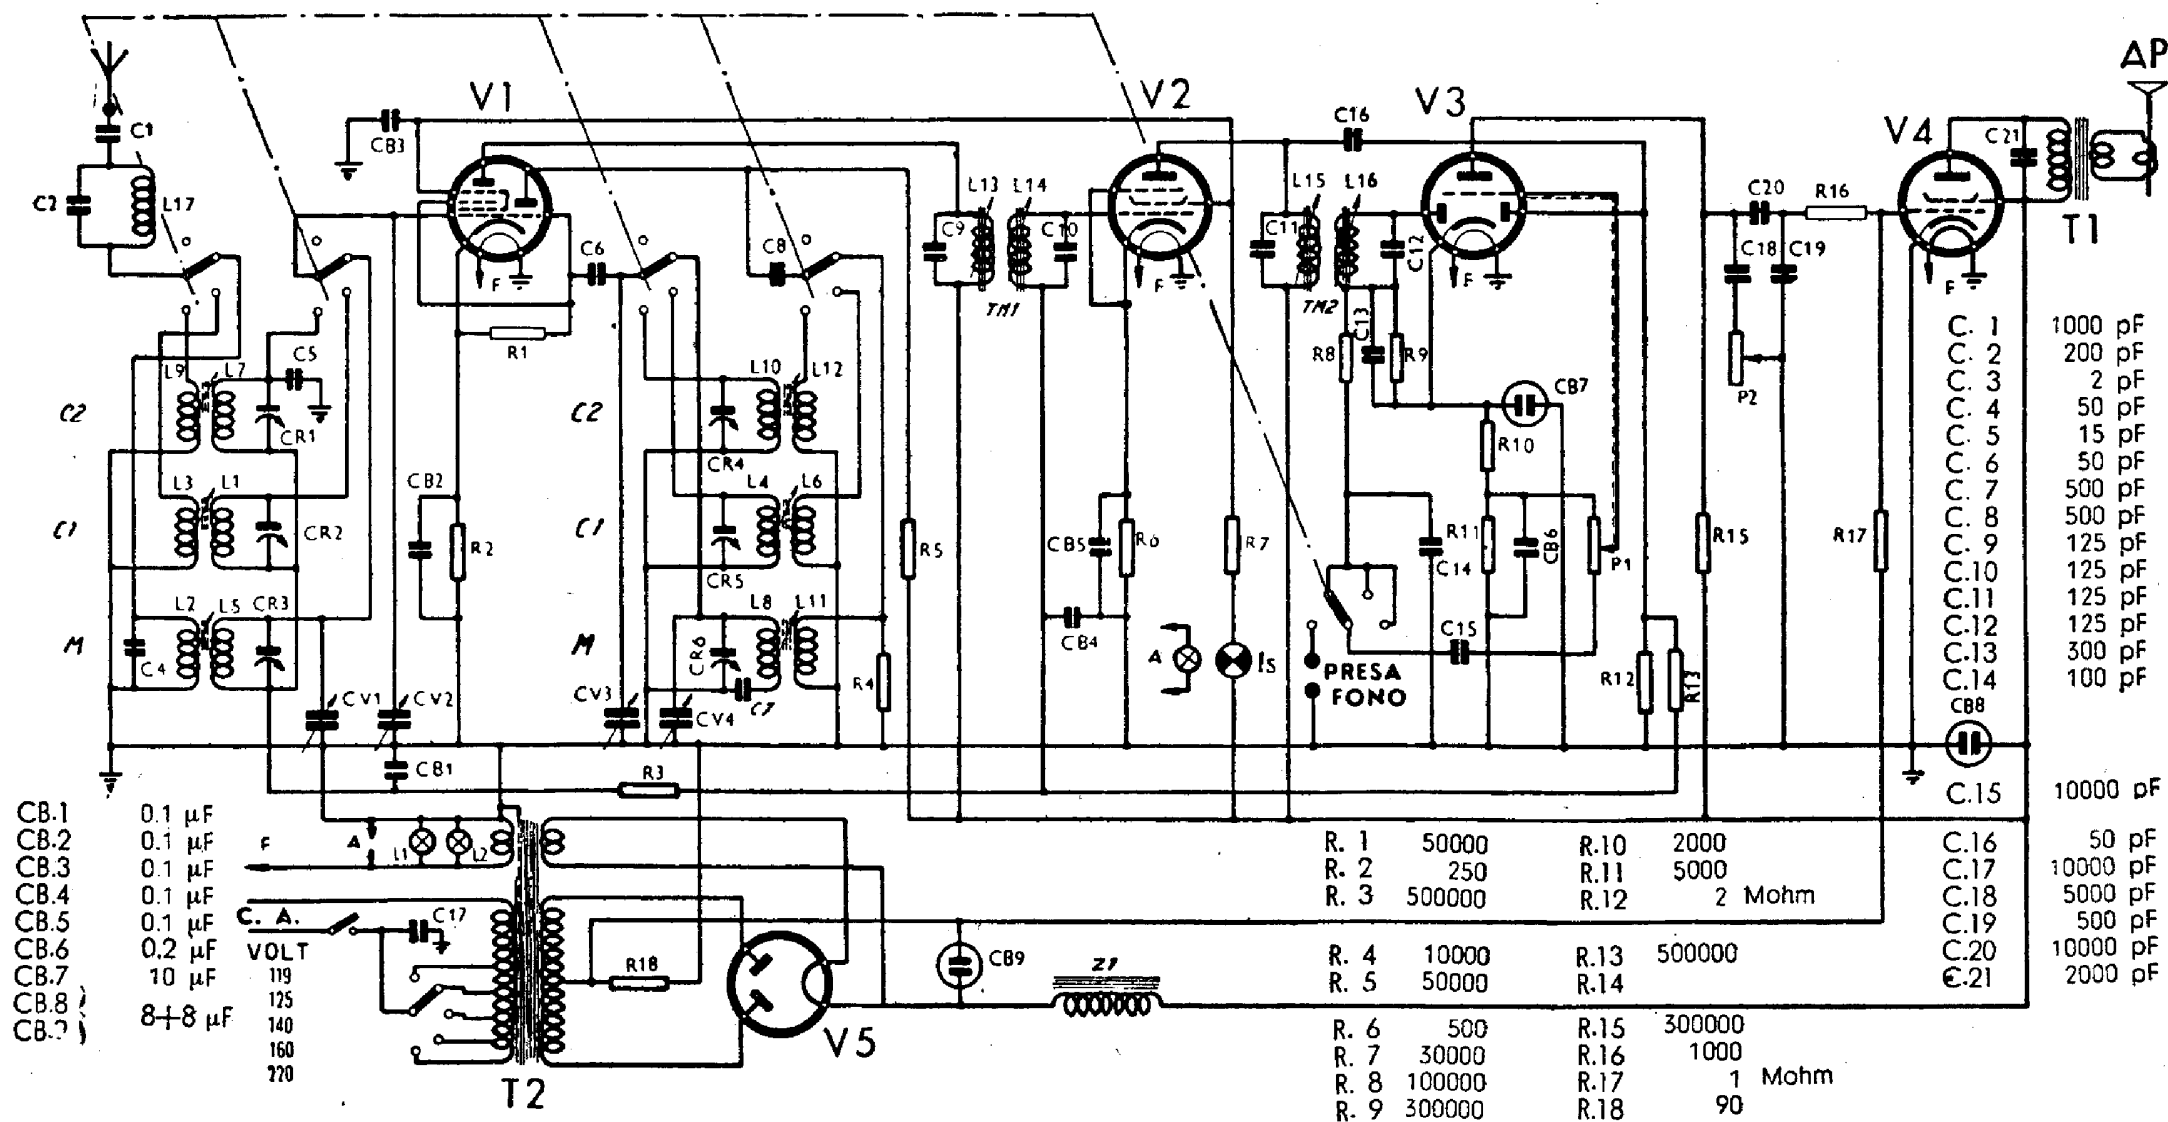 AP
V1
V2
V3
V4
C1
CB3
C16
C21
C2
L17
L13 L14
L15 L16
C20 R16
T1
C6
C8
C9
C10
C11
C12
C18 C19
F
F
F
F
TM1
TM2
R1
C5
L9 L7
L10 L12
R8
C13
R9
CB7
P2
C2
CR1
C2
CR4
R10
L3 L1
CB2
L4 L6
C1
CR2
R2
C1
CR5
R5
CB5
R6
R7
C14
R11
CB6
P1
R15
R17
L2 L5 CR3
L8 L11
M
C4
M
CR6
C7
R4
CB4
A
Is
C15
PRESA
FONO
R12
R13
CV1 CV2
CV3
CV4
CB1
R3
C. 1 1000 pF
C. 2 200 pF
C. 3 2 pF
C. 4 50 pF
C. 5 15 pF
C. 6 50 pF
C. 7 500 pF
C. 8 500 pF
C. 9 125 pF
C.10 125 pF
C.11 125 pF
C.12 125 pF
C.13 300 pF
C.14 100 pF
CB8
C.15 10000 pF
C.16 50 pF
C.17 10000 pF
C.18 5000 pF
C.19 500 pF
C.20 10000 pF
C.21 2000 pF
CB.1 0.1 µF
CB.2 0.1 µF
CB.3 0.1 µF
CB.4 0.1 µF
CB.5 0.1 µF
CB.6 0.2 µF
CB.7 10 µF
CB.8
8+8 µF
F
A
L1
L2
C. A.
VOLT
119
125
140
160
220
C17
T2
R18
V5
CB9
Z1
R. 1 50000 R.10 2000
R. 2 250 R.11 5000
R. 3 500000 R.12 2 Mohm
R. 4 10000 R.13 500000
R. 5 50000 R.14
R. 6 500 R.15 300000
R. 7 30000 R.16 1000
R. 8 100000 R.17 1 Mohm
R. 9 300000 R.18 90